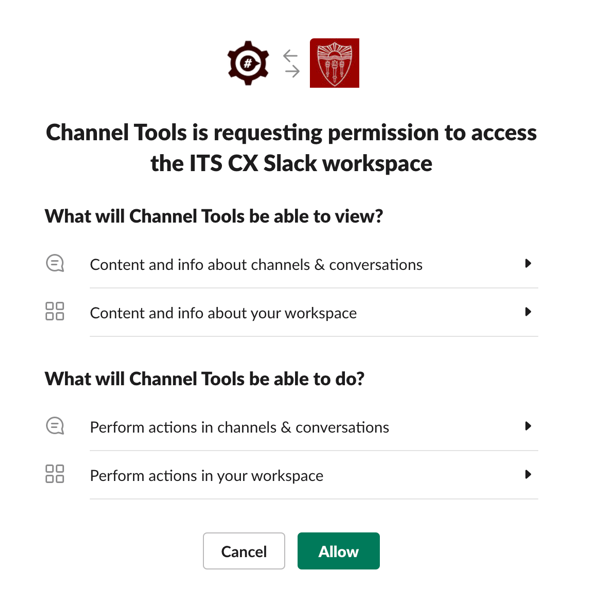 #
Channel Tools is requesting permission to access
the ITS CX Slack workspace
What will Channel Tools be able to view?
Content and info about channels & conversations
Content and info about your workspace
What will Channel Tools be able to do?
Perform actions in channels & conversations
Perform actions in your workspace
Cancel
Allow